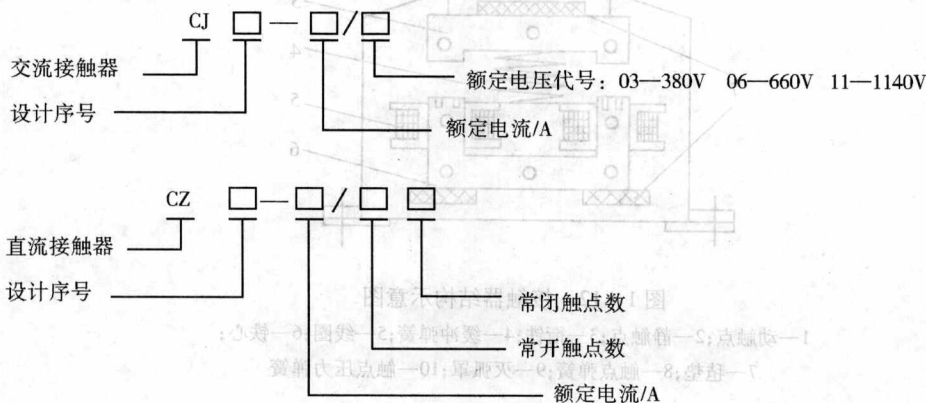 CJ □—□/□
交流接触器
额定电压代号：03—380V 06—660V 11—1140V
设计序号
额定电流/A
CZ □—□/□ □
直流接触器
设计序号
常闭触点数
常开触点数
额定电流/A